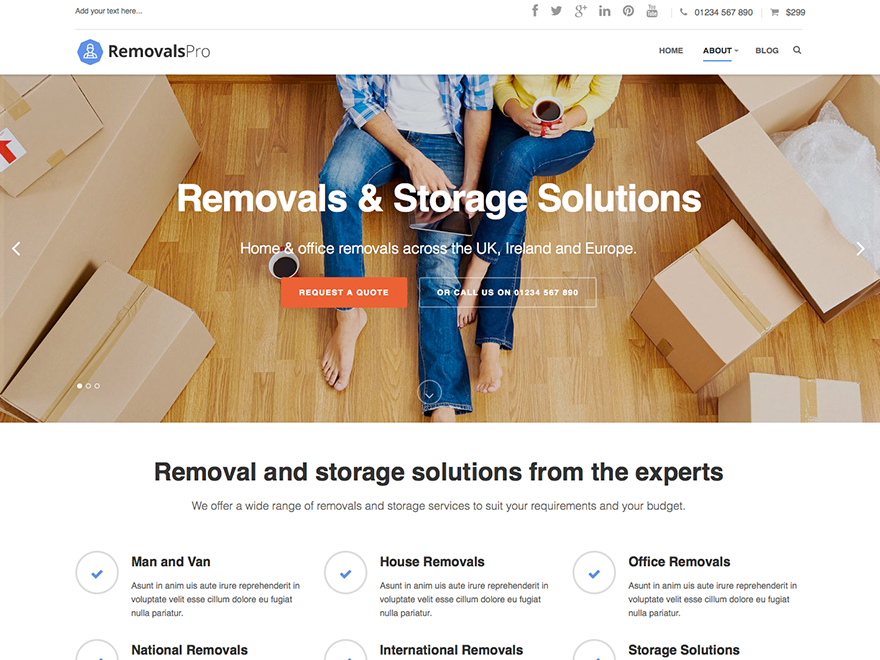 Add your text here...
01234 567 890
$299
RemovalsPro
HOME
ABOUT
BLOG
Removals & Storage Solutions
Home & office removals across the UK, Ireland and Europe.
REQUEST A QUOTE
OR CALL US ON 01234 567 890
Removal and storage solutions from the experts
We offer a wide range of removals and storage services to suit your requirements and your budget.
Man and Van
Asunt in anim uis aute irure reprehenderit in
voluptate velit esse cillum dolore eu fugiat
nulla pariatur.
House Removals
Asunt in anim uis aute irure reprehenderit in
voluptate velit esse cillum dolore eu fugiat
nulla pariatur.
Office Removals
Asunt in anim uis aute irure reprehenderit in
voluptate velit esse cillum dolore eu fugiat
nulla pariatur.
National Removals
International Removals
Storage Solutions